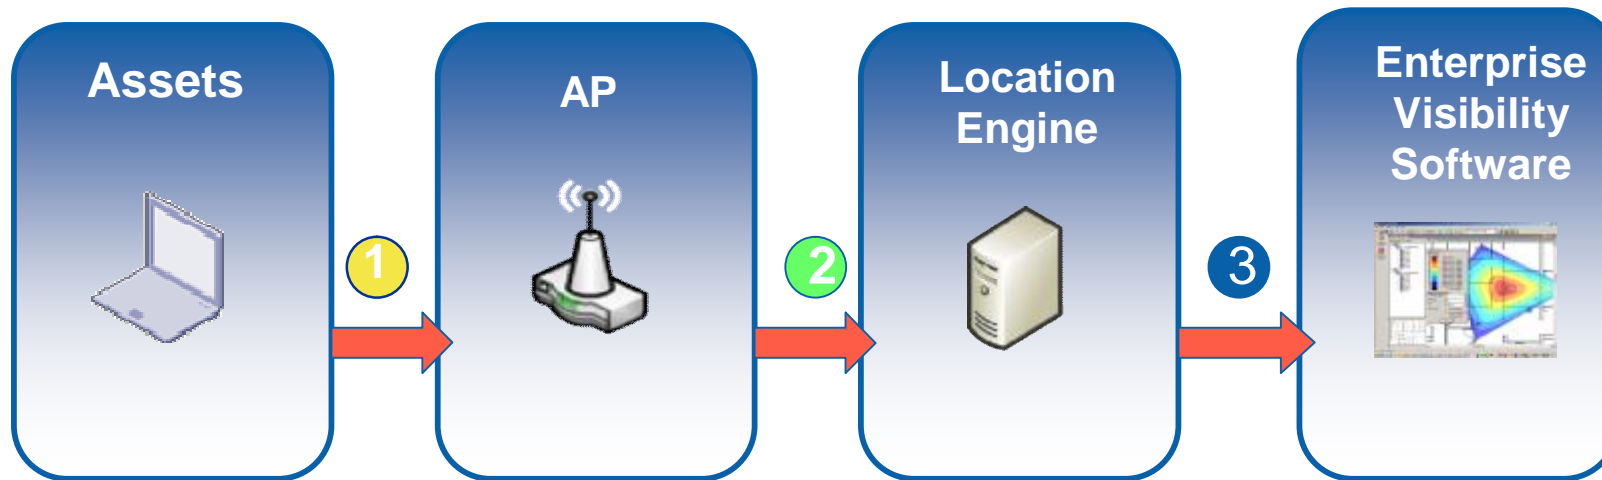 Assets
AP
Location
Engine
Enterprise
Visibility
Software
1
2
3